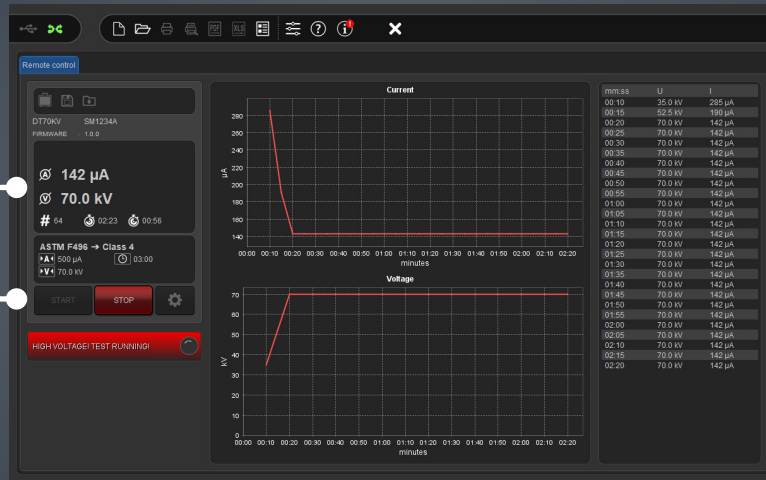 PDF XLS
Remote control
DT70KV SM1234A
FIRMWARE : 1.0.0
142 µA
70.0 kV
# 64 02:23 00:56
ASTM F496 → Class 4
A 500 µA 03:00
V 70.0 kV
START STOP
HIGH VOLTAGE! TEST RUNNING!
Current
µA
280
260
240
220
200
180
160
140
00:00 00:10 00:20 00:30 00:40 00:50 01:00 01:10 01:20 01:30 01:40 01:50 02:00 02:10 02:20
minutes
Voltage
kV
70
60
50
40
30
20
10
0
00:00 00:10 00:20 00:30 00:40 00:50 01:00 01:10 01:20 01:30 01:40 01:50 02:00 02:10 02:20
minutes
mm:ss U I
00:10 35.0 kV 285 µA
00:15 52.5 kV 190 µA
00:20 70.0 kV 142 µA
00:25 70.0 kV 142 µA
00:30 70.0 kV 142 µA
00:35 70.0 kV 142 µA
00:40 70.0 kV 142 µA
00:45 70.0 kV 142 µA
00:50 70.0 kV 142 µA
00:55 70.0 kV 142 µA
01:00 70.0 kV 142 µA
01:05 70.0 kV 142 µA
01:10 70.0 kV 142 µA
01:15 70.0 kV 142 µA
01:20 70.0 kV 142 µA
01:25 70.0 kV 142 µA
01:30 70.0 kV 142 µA
01:35 70.0 kV 142 µA
01:40 70.0 kV 142 µA
01:45 70.0 kV 142 µA
01:50 70.0 kV 142 µA
01:55 70.0 kV 142 µA
02:00 70.0 kV 142 µA
02:05 70.0 kV 142 µA
02:10 70.0 kV 142 µA
02:15 70.0 kV 142 µA
02:20 70.0 kV 142 µA